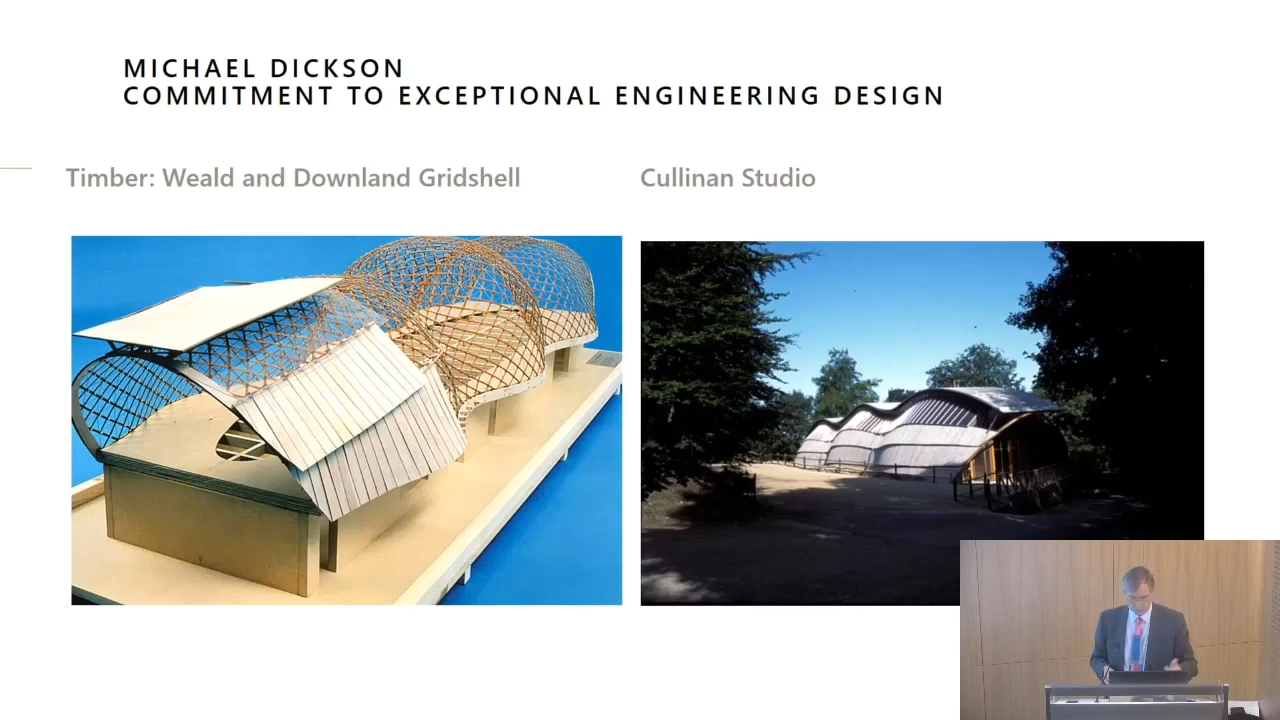 MICHAEL DICKSON
COMMITMENT TO EXCEPTIONAL ENGINEERING DESIGN
Timber: Weald and Downland Gridshell
Cullinan Studio